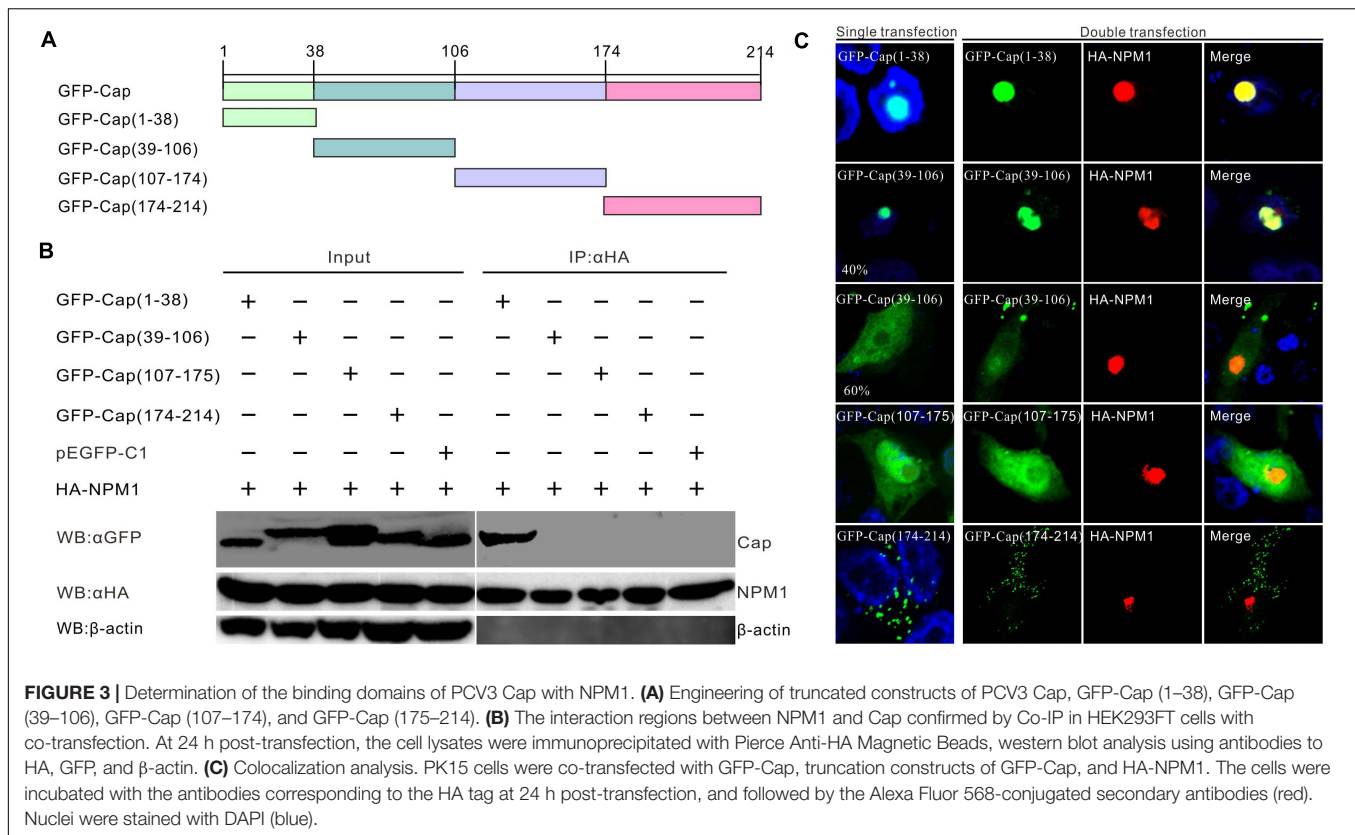 A
1 38 106 174 214
GFP-Cap
GFP-Cap(1-38)
GFP-Cap(39-106)
GFP-Cap(107-174)
GFP-Cap(174-214)
B
Input IP:αHA
GFP-Cap(1-38) + − − − − + − − − −
GFP-Cap(39-106) − + − − − − + − − −
GFP-Cap(107-175) − − + − − − − + − −
GFP-Cap(174-214) − − − + − − − − + −
pEGFP-C1 − − − − + − − − − +
HA-NPM1 + + + + + + + + + +
WB:αGFP Cap
WB:αHA NPM1
WB:β-actin β-actin
C
Single transfection Double transfection
GFP-Cap(1-38) GFP-Cap(1-38) HA-NPM1 Merge
GFP-Cap(39-106) GFP-Cap(39-106) HA-NPM1 Merge
40%
GFP-Cap(39-106) GFP-Cap(39-106) HA-NPM1 Merge
60%
GFP-Cap(107-175) GFP-Cap(107-175) HA-NPM1 Merge
GFP-Cap(174-214) GFP-Cap(174-214) HA-NPM1 Merge
FIGURE 3 | Determination of the binding domains of PCV3 Cap with NPM1. (A) Engineering of truncated constructs of PCV3 Cap, GFP-Cap (1–38), GFP-Cap
(39–106), GFP-Cap (107–174), and GFP-Cap (175–214). (B) The interaction regions between NPM1 and Cap confirmed by Co-IP in HEK293FT cells with
co-transfection. At 24 h post-transfection, the cell lysates were immunoprecipitated with Pierce Anti-HA Magnetic Beads, western blot analysis using antibodies to
HA, GFP, and β-actin. (C) Colocalization analysis. PK15 cells were co-transfected with GFP-Cap, truncation constructs of GFP-Cap, and HA-NPM1. The cells were
incubated with the antibodies corresponding to the HA tag at 24 h post-transfection, and followed by the Alexa Fluor 568-conjugated secondary antibodies (red).
Nuclei were stained with DAPI (blue).